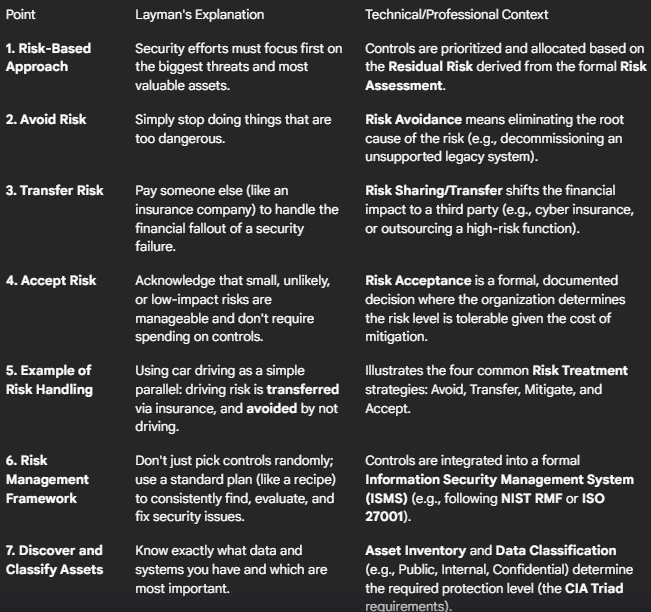 Point Layman's Explanation Technical/Professional Context
1. Risk-Based Approach
Security efforts must focus first on
the biggest threats and most
valuable assets.
Controls are prioritized and allocated based on
the Residual Risk derived from the formal Risk
Assessment.
2. Avoid Risk
Simply stop doing things that are
too dangerous.
Risk Avoidance means eliminating the root
cause of the risk (e.g., decommissioning an
unsupported legacy system).
3. Transfer Risk
Pay someone else (like an
insurance company) to handle the
financial fallout of a security
failure.
Risk Sharing/Transfer shifts the financial
impact to a third party (e.g., cyber insurance,
or outsourcing a high-risk function).
4. Accept Risk
Acknowledge that small, unlikely,
or low-impact risks are
manageable and don't require
spending on controls.
Risk Acceptance is a formal, documented
decision where the organization determines
the risk level is tolerable given the cost of
mitigation.
5. Example of
Risk Handling
Using car driving as a simple
parallel: driving risk is transferred
via insurance, and avoided by not
driving.
Illustrates the four common Risk Treatment
strategies: Avoid, Transfer, Mitigate, and
Accept.
6. Risk
Management
Framework
Don't just pick controls randomly;
use a standard plan (like a recipe)
to consistently find, evaluate, and
fix security issues.
Controls are integrated into a formal
Information Security Management System
(ISMS) (e.g., following NIST RMF or ISO
27001).
7. Discover and
Classify Assets
Know exactly what data and
systems you have and which are
most important.
Asset Inventory and Data Classification
(e.g., Public, Internal, Confidential) determine
the required protection level (the CIA Triad
requirements).